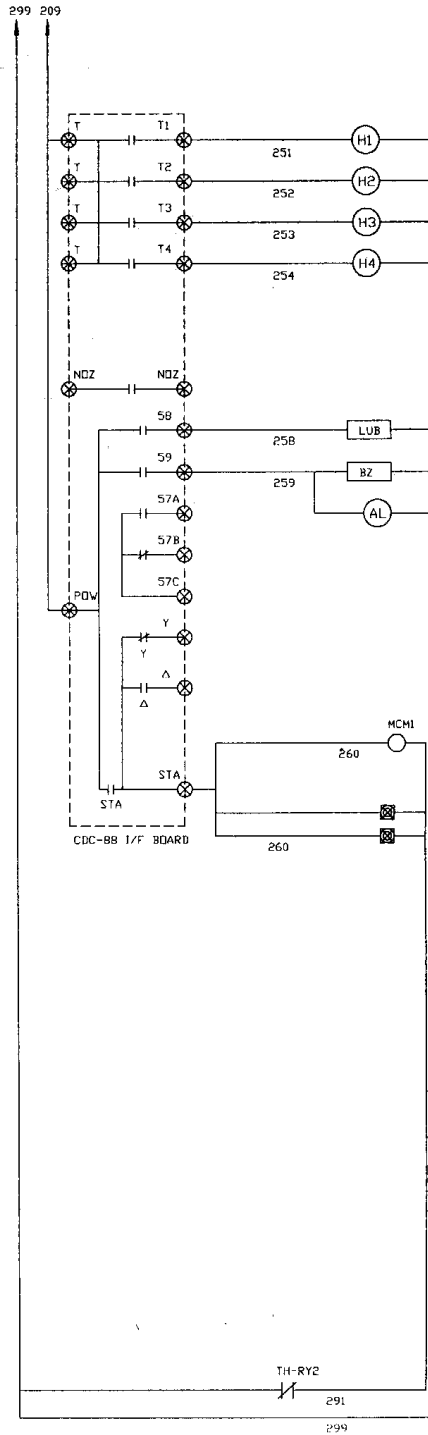 299 209
T T1
251 H1
T T2
252 H2
T T3
253 H3
T T4
254 H4
NOZ NOZ
58
258 LUB
59
259 BZ
57A
AL
57B
57C
POW
Y
Y
Δ
Δ
MCM1
260
STA
STA
260
CDC-88 I/F BOARD
TH-RY2
291
299